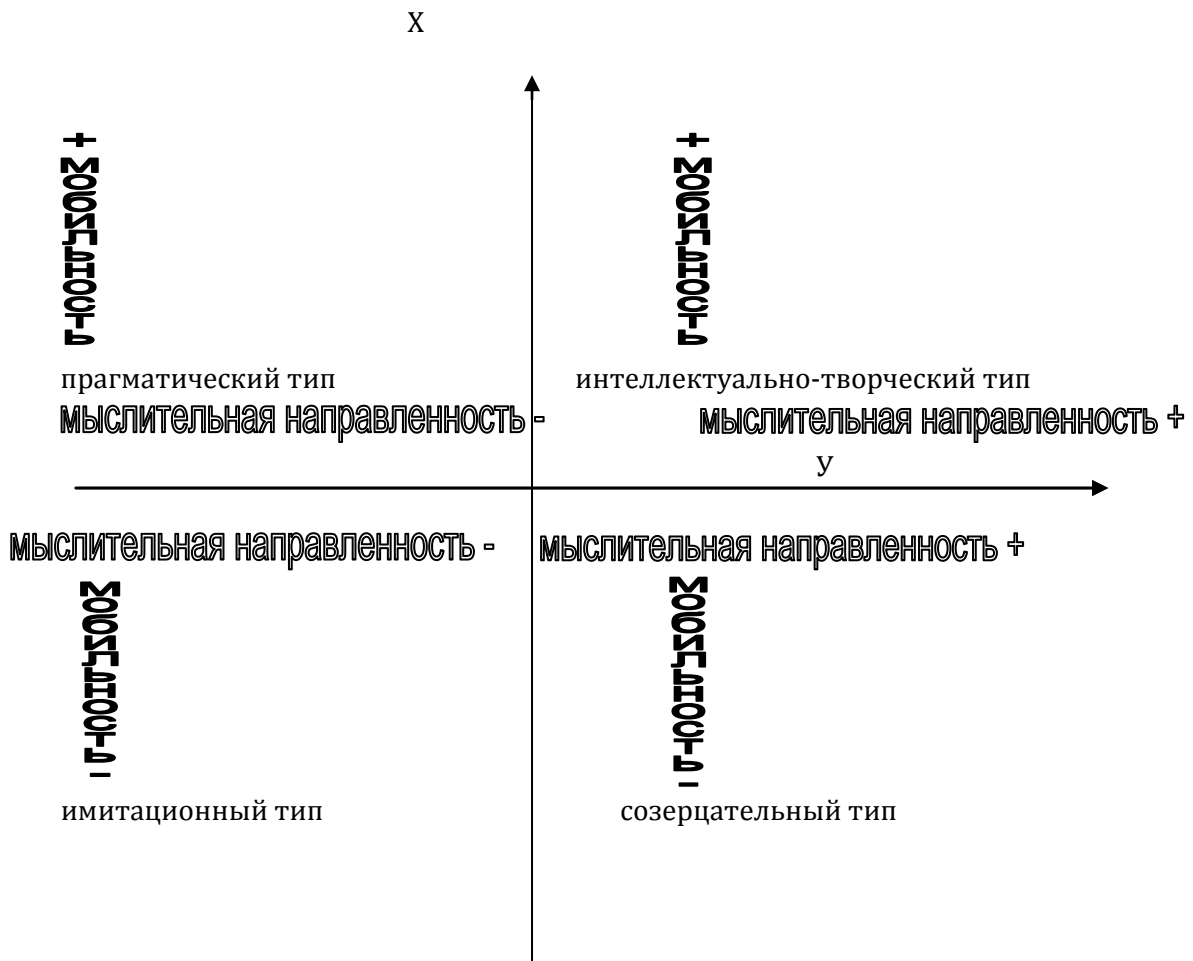 Х
+ Мобильность
+ Мобильность
прагматический тип
интеллектуально-творческий тип
мыслительная направленность -
мыслительная направленность +
У
мыслительная направленность -
мыслительная направленность +
Мобильность -
Мобильность -
имитационный тип
созерцательный тип